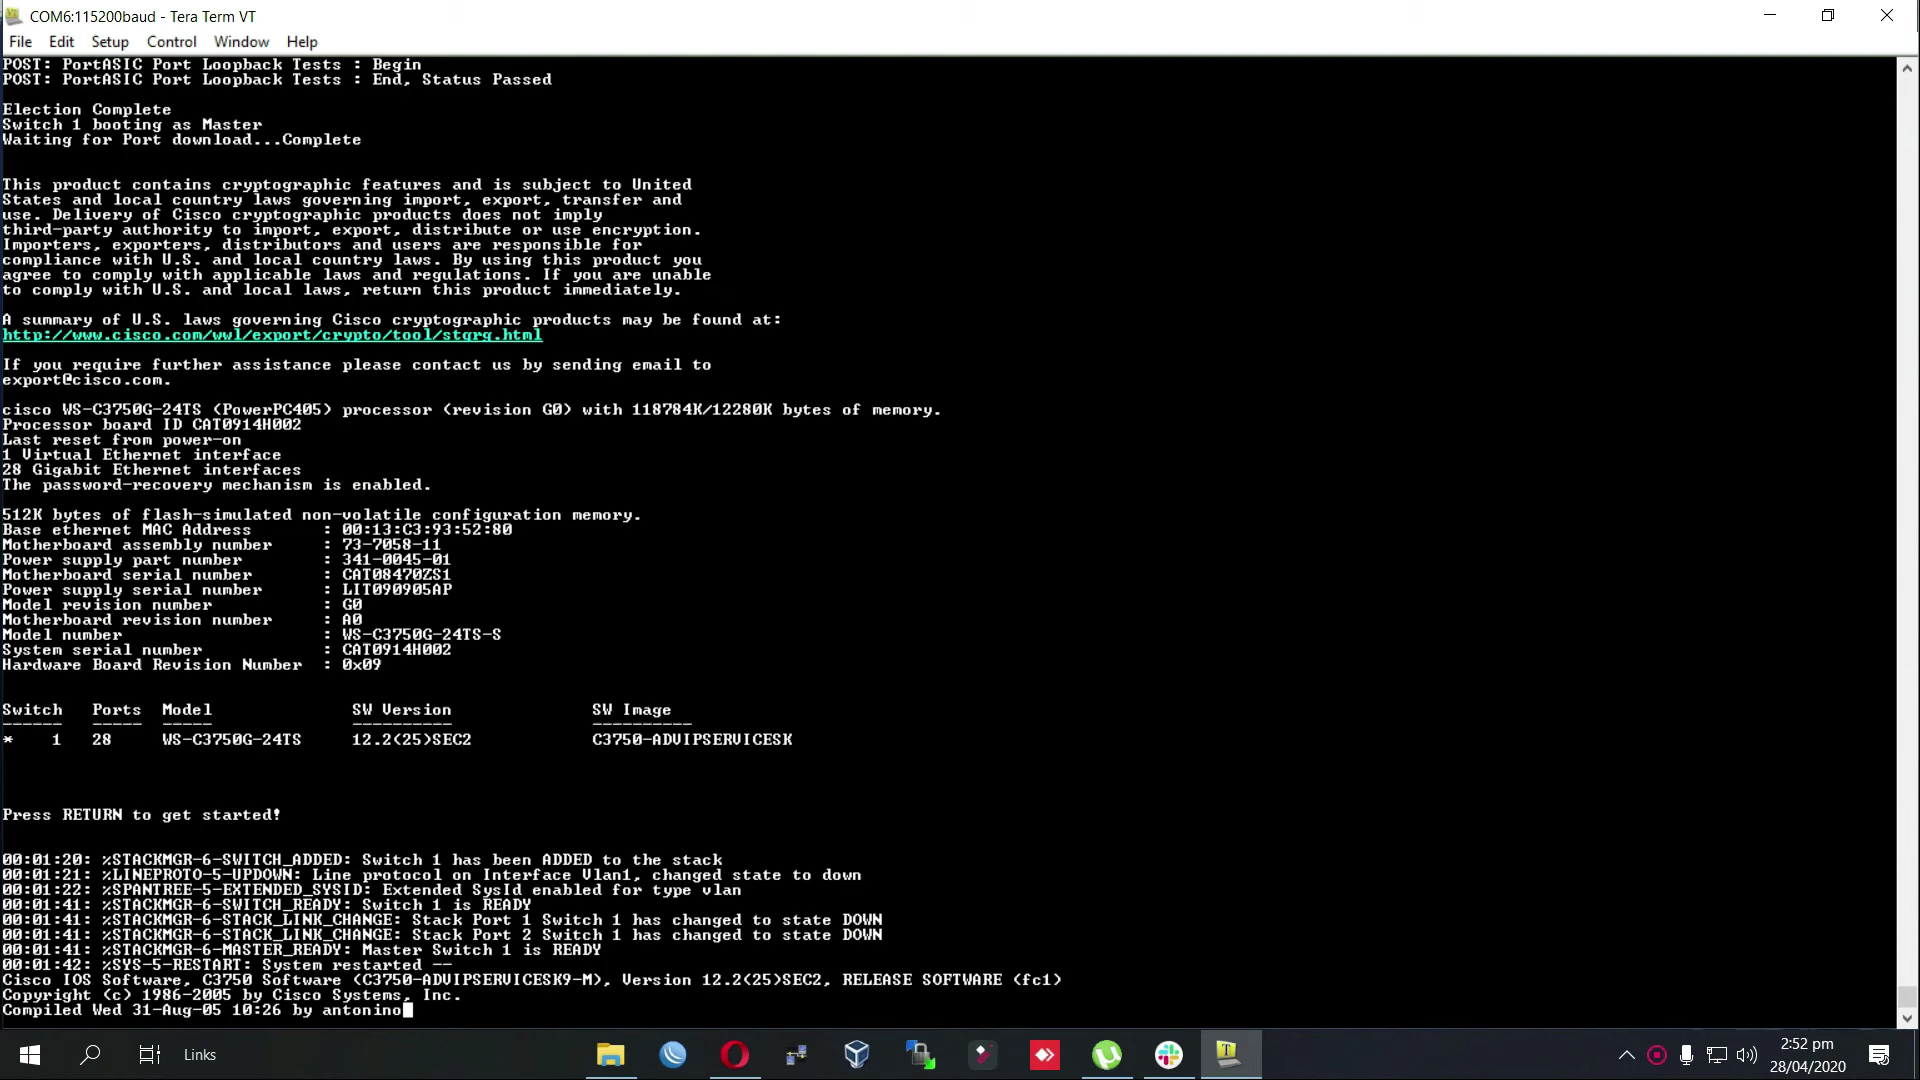 COM6:115200baud - Tera Term VT
File Edit Setup Control Window Help
POST: PortASIC Port Loopback Tests : Begin
POST: PortASIC Port Loopback Tests : End, Status Passed
Election Complete
Switch 1 booting as Master
Waiting for Port download...Complete
This product contains cryptographic features and is subject to United
States and local country laws governing import, export, transfer and
use. Delivery of Cisco cryptographic products does not imply
third-party authority to import, export, distribute or use encryption.
Importers, exporters, distributors and users are responsible for
compliance with U.S. and local country laws. By using this product you
agree to comply with applicable laws and regulations. If you are unable
to comply with U.S. and local laws, return this product immediately.
A summary of U.S. laws governing Cisco cryptographic products may be found at:
http://www.cisco.com/wwl/export/crypto/tool/stqrg.html
If you require further assistance please contact us by sending email to
export@cisco.com.
cisco WS-C3750G-24TS (PowerPC405) processor (revision G0) with 118784K/12280K bytes of memory.
Processor board ID CAT0914H002
Last reset from power-on
1 Virtual Ethernet interface
28 Gigabit Ethernet interfaces
The password-recovery mechanism is enabled.
512K bytes of flash-simulated non-volatile configuration memory.
Base ethernet MAC Address : 00:13:C3:93:52:80
Motherboard assembly number : 73-7058-11
Power supply part number : 341-0045-01
Motherboard serial number : CAT08470ZS1
Power supply serial number : LIT090905AP
Model revision number : G0
Motherboard revision number : A0
Model number : WS-C3750G-24TS-S
System serial number : CAT0914H002
Hardware Board Revision Number : 0x09
Switch Ports Model SW Version SW Image
------ ----- ----- ---------- ----------
* 1 28 WS-C3750G-24TS 12.2(25)SEC2 C3750-ADVIPSERVICESK
Press RETURN to get started!
00:01:20: %STACKMGR-6-SWITCH_ADDED: Switch 1 has been ADDED to the stack
00:01:21: %LINEPROTO-5-UPDOWN: Line protocol on Interface Vlan1, changed state to down
00:01:22: %SPANTREE-5-EXTENDED_SYSID: Extended SysId enabled for type vlan
00:01:41: %STACKMGR-6-SWITCH_READY: Switch 1 is READY
00:01:41: %STACKMGR-6-STACK_LINK_CHANGE: Stack Port 1 Switch 1 has changed to state DOWN
00:01:41: %STACKMGR-6-STACK_LINK_CHANGE: Stack Port 2 Switch 1 has changed to state DOWN
00:01:41: %STACKMGR-6-MASTER_READY: Master Switch 1 is READY
00:01:42: %SYS-5-RESTART: System restarted --
Cisco IOS Software, C3750 Software (C3750-ADVIPSERVICESK9-M), Version 12.2(25)SEC2, RELEASE SOFTWARE (fc1)
Copyright (c) 1986-2005 by Cisco Systems, Inc.
Compiled Wed 31-Aug-05 10:26 by antonino
Links
2:52 pm
28/04/2020